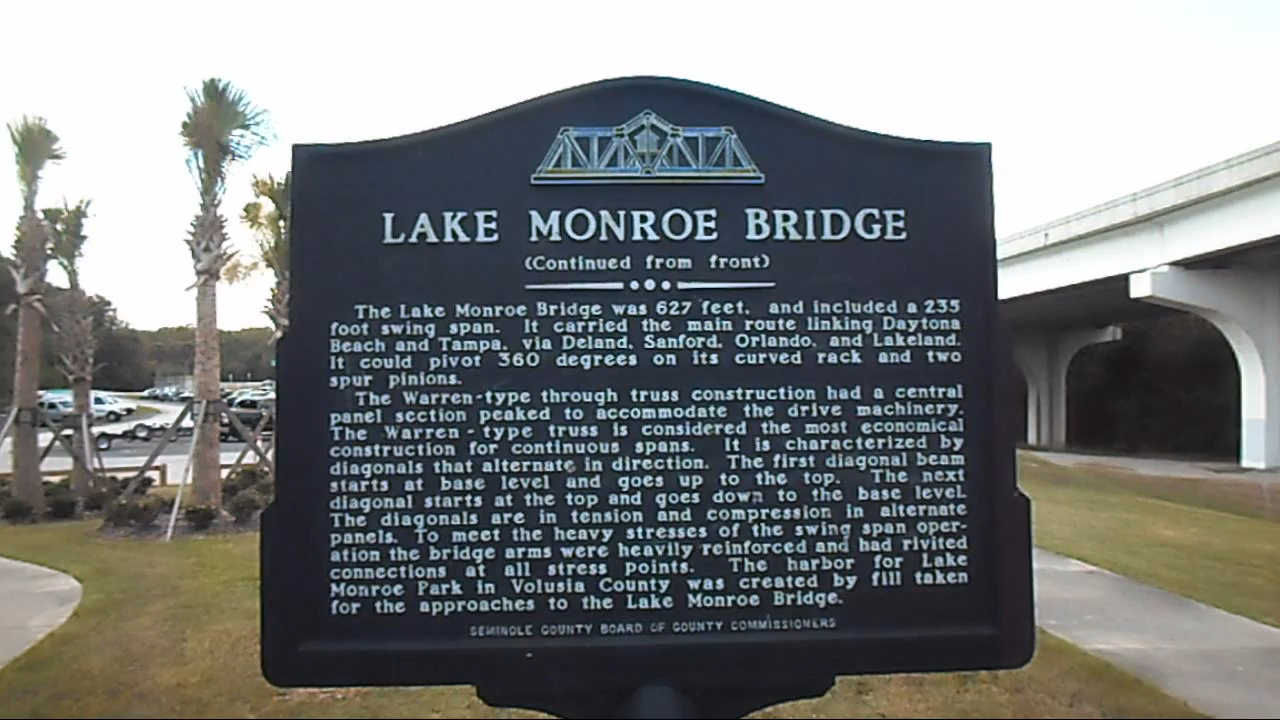 LAKE MONROE BRIDGE
(Continued from front)
The Lake Monroe Bridge was 627 feet, and included a 235
foot swing span. It carried the main route linking Daytona
Beach and Tampa, via Deland, Sanford, Orlando, and Lakeland.
It could pivot 360 degrees on its curved rack and two
spur pinions.
The Warren-type through truss construction had a central
panel section peaked to accommodate the drive machinery.
The Warren-type truss is considered the most economical
construction for continuous spans. It is characterized by
diagonals that alternate in direction. The first diagonal beam
starts at base level and goes up to the top. The next
diagonal starts at the top and goes down to the base level.
The diagonals are in tension and compression in alternate
panels. To meet the heavy stresses of the swing span oper-
ation the bridge arms were heavily reinforced and had rivited
connections at all stress points. The harbor for Lake
Monroe Park in Volusia County was created by fill taken
for the approaches to the Lake Monroe Bridge.
SEMINOLE COUNTY BOARD OF COUNTY COMMISSIONERS